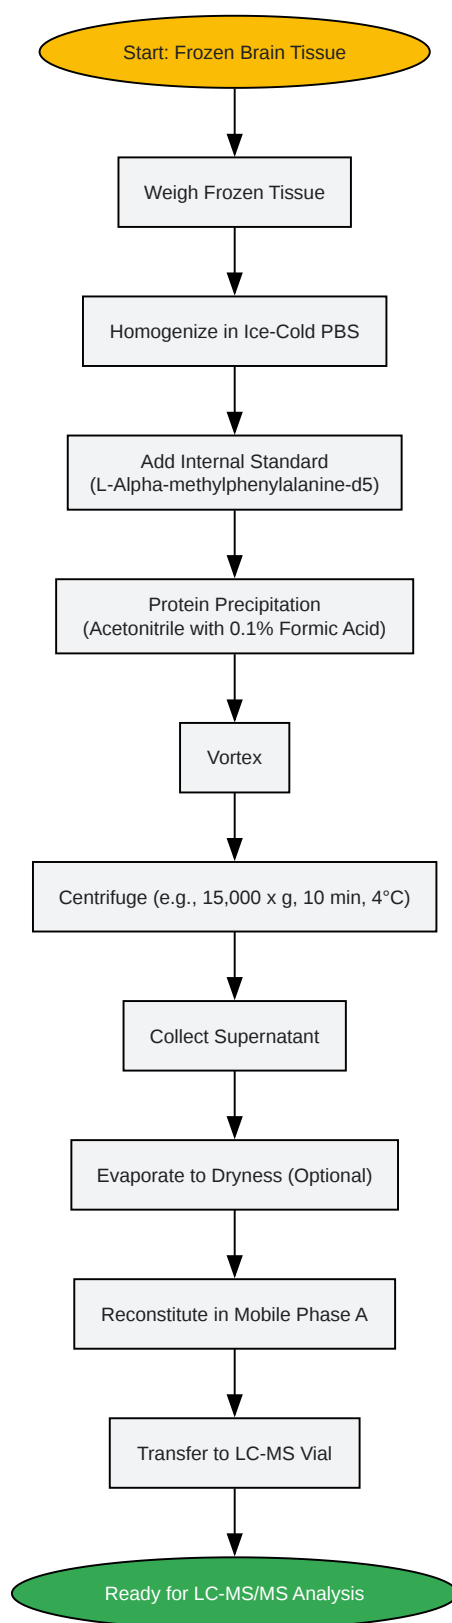 Start: Frozen Brain Tissue
Weigh Frozen Tissue
Homogenize in Ice-Cold PBS
Add Internal Standard
(L-Alpha-methylphenylalanine-d5)
Protein Precipitation
(Acetonitrile with 0.1% Formic Acid)
Vortex
Centrifuge (e.g., 15,000 x g, 10 min, 4°C)
Collect Supernatant
Evaporate to Dryness (Optional)
Reconstitute in Mobile Phase A
Transfer to LC-MS Vial
Ready for LC-MS/MS Analysis